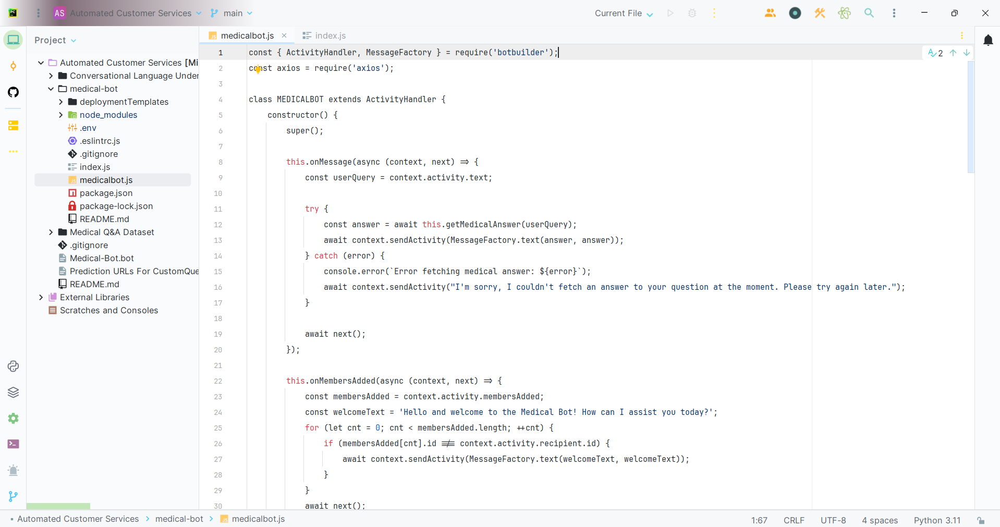 PC AS Automated Customer Services main Current File
Project
medicalbot.js index.js
Automated Customer Services [Mi
Conversational Language Under
medical-bot
deploymentTemplates
node_modules
.env
.eslintrc.js
.gitignore
index.js
medicalbot.js
package.json
package-lock.json
README.md
Medical Q&A Dataset
.gitignore
Medical-Bot.bot
Prediction URLs For CustomQue
README.md
External Libraries
Scratches and Consoles
2
1 const { ActivityHandler, MessageFactory } = require('botbuilder');
2 const axios = require('axios');
3
4 class MEDICALBOT extends ActivityHandler {
5 constructor() {
6 super();
7
8 this.onMessage(async (context, next) => {
9 const userQuery = context.activity.text;
10
11 try {
12 const answer = await this.getMedicalAnswer(userQuery);
13 await context.sendActivity(MessageFactory.text(answer, answer));
14 } catch (error) {
15 console.error(`Error fetching medical answer: ${error}`);
16 await context.sendActivity("I'm sorry, I couldn't fetch an answer to your question at the moment. Please try again later.");
17 }
18
19 await next();
20 });
21
22 this.onMembersAdded(async (context, next) => {
23 const membersAdded = context.activity.membersAdded;
24 const welcomeText = 'Hello and welcome to the Medical Bot! How can I assist you today?';
25 for (let cnt = 0; cnt < membersAdded.length; ++cnt) {
26 if (membersAdded[cnt].id !== context.activity.recipient.id) {
27 await context.sendActivity(MessageFactory.text(welcomeText, welcomeText));
28 }
29 }
30 await next();
Automated Customer Services > medical-bot > medicalbot.js
1:67 CRLF UTF-8 4 spaces Python 3.11